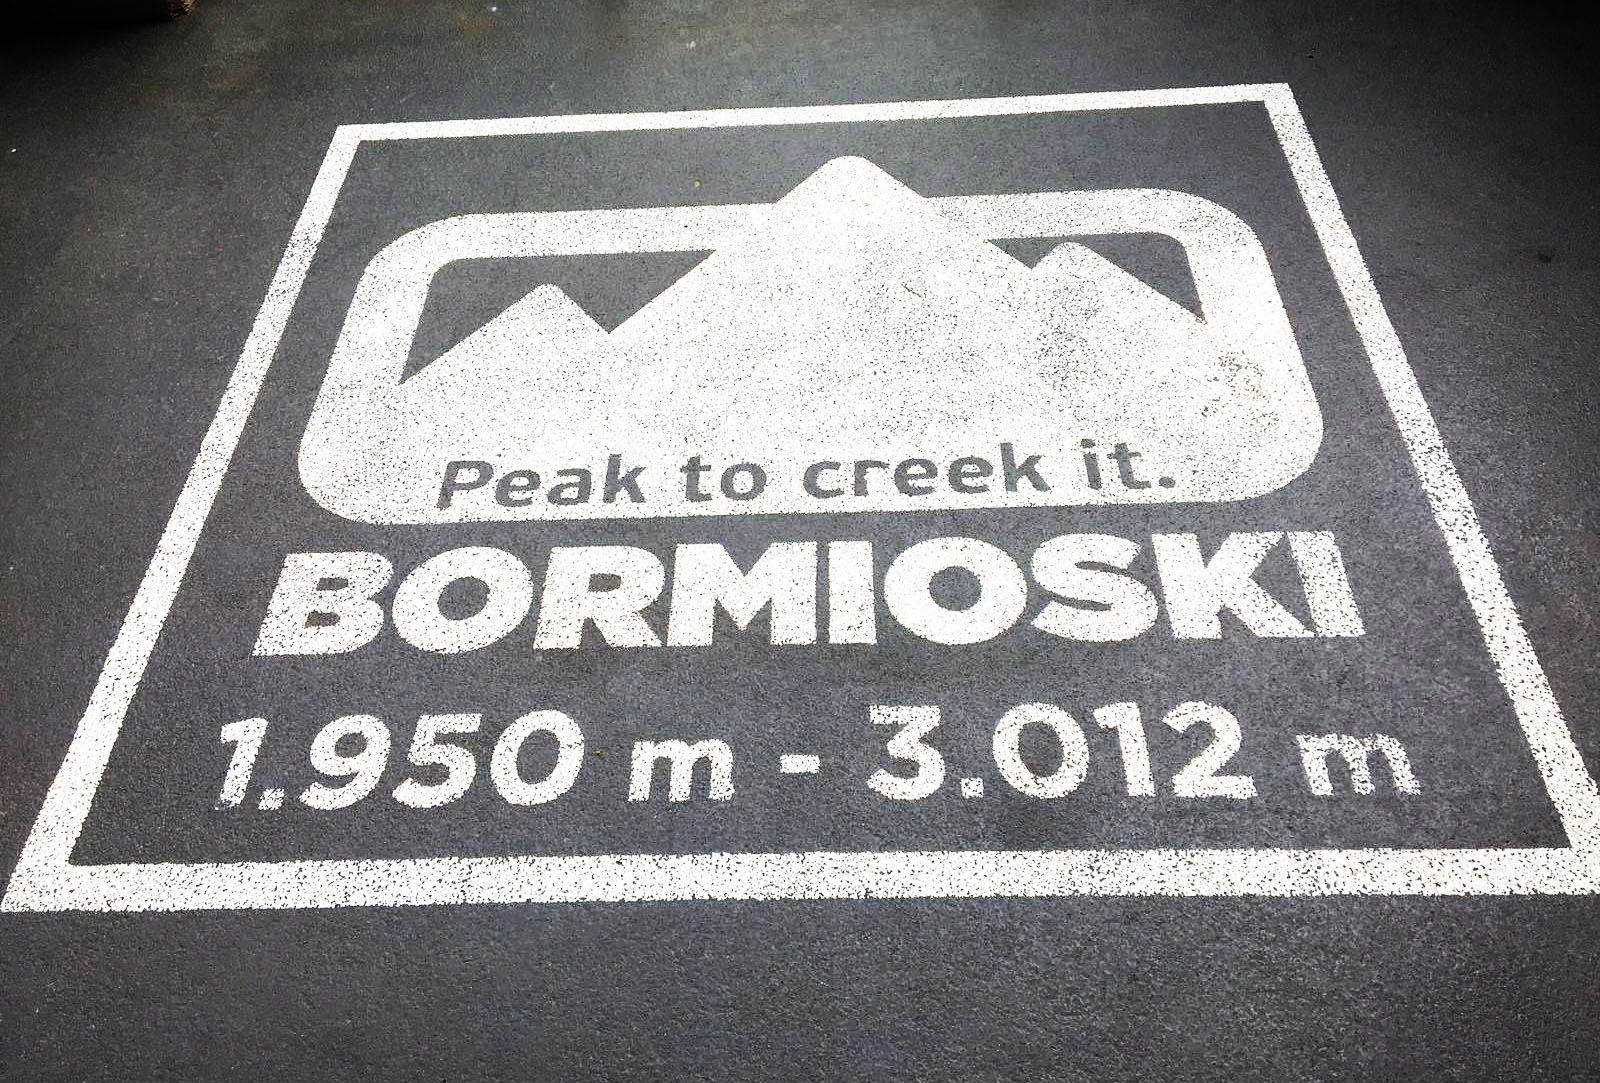 Peak to creek it.
BORMIOSKI
1.950 m - 3.012 m